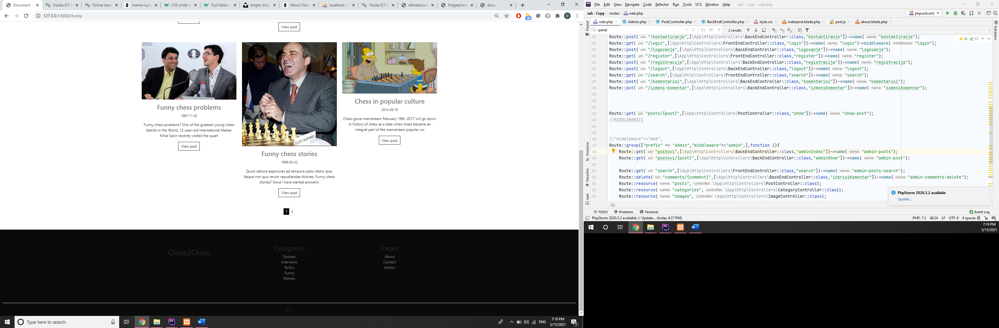 Document
Visoka ICT š
Online mate
meme-n.pn
CSS white-s
Tryit Editor v
knight, king,
Weird Chess
localhost / 1
Visoka ICT š
elkhsdocum
Pregled bod
docs
127.0.0.1:8000/funny
100
D
View post
Funny chess problems
1987-11-02
Funny chess problems? One of the greatest young chess
talents in the World, 12-year-old International Master
Nihal Sarin recently visited the quart
View post
GARRY KASPAROV
Funny chess stories
1989-05-22
Quod ratione asperiores ad tempora optio libero ipsa.
Itaque non quo rerum repudiandae dolores. Funny chess
stories? Since I have started answerin
View post
Chess in popular culture
2014-04-16
Chess gone mainstream February 19th, 2017 will go down
in history of chess as a date when chess became an
integral part of the mainstream popular cul
View post
1 2
Chess2Chess
Categories
Quizzes
Interviews
Tactics
Funny
Memes
Pages
About
Contact
Author
©DL
Type here to search
ENG
7:19 PM
3/15/2021
1
File Edit View Navigate Code Refactor Run Tools VCS Window Help sah - Copy - web.php
sah - Copy routes web.php
phpunit.xml
web.php Admin.php PostController.php BackEndController.php style.css indexpost.blade.php post.js about.blade.php
panel
Cc W .* 2 results
36 23
30 Route::post( uri: "/kontaktiranje",[\App\Http\Controllers\BackEndController::class,"kontaktiranje"])->name( name: "kontaktiranje");
31 Route::get( uri: "/login",[\App\Http\Controllers\FrontEndController::class,"login"])->name( name: "login")->middleware( middleware: "login");
32 Route::post( uri: "/logovanje",[\App\Http\Controllers\BackEndController::class,"logovanje"])->name( name: "logovanje");
33 Route::get( uri: "/register",[\App\Http\Controllers\FrontEndController::class,"register"])->name( name: "register");
34 Route::post( uri: "/registracija",[\App\Http\Controllers\BackEndController::class,"registracija"])->name( name: "registracija");
35 Route::post( uri: "/logout",[\App\Http\Controllers\BackEndController::class,"logout"])->name( name: "logout");
36 Route::get( uri: "/search",[\App\Http\Controllers\FrontEndController::class,"search"])->name( name: "search");
37 Route::post( uri: "/komentarisi",[\App\Http\Controllers\BackEndController::class,"komentarisi"])->name( name: "komentarisi");
38 Route::put( uri: "/izmeni-komentar",[\App\Http\Controllers\BackEndController::class,"izmeniKomentar"])->name( name: "izmeniKomentar");
39
40
41
42 Route::get( uri: "posts/{post}",[\App\Http\Controllers\PostController::class,"show"])->name( name: "show-post");
43 //MIDDLEWARIII
44
45
46 //"middleware"=>"web",
47 Route::group(["prefix" => "admin","middleware"=>"admin",],function (){
48 Route::get( uri: "postovi",[\App\Http\Controllers\BackEndController::class,"adminIndex"])->name( name: "admin-posts");
49 Route::get( uri: "postovi/{post}",[\App\Http\Controllers\BackEndController::class,"adminShow"])->name( name: "admin-post");
50
51 Route::get( uri: "search",[\App\Http\Controllers\FrontEndController::class,"search"])->name( name: "admin-posts-search");
52 Route::delete( uri: "comments/{comment}",[\App\Http\Controllers\BackEndController::class,"izbrisiKomentar"])->name( name: "admin-comments-delete");
53 Route::resource( name: "posts", controller: \App\Http\Controllers\PostController::class);
54 Route::resource( name: "categories", controller: \App\Http\Controllers\CategoryController::class);
55 Route::resource( name: "images", controller: \App\Http\Controllers\ImageController::class);
λ()
Project
Structure
Favorites
npm
Database
PhpStorm 2020.3.2 available
Update...
TODO Problems Terminal
4 Event Log
PhpStorm 2020.3.2 available // Update... (today 4:37 PM)
PHP: 7.3 48:24 LF UTF-8 4 spaces
7:19 PM
3/15/2021